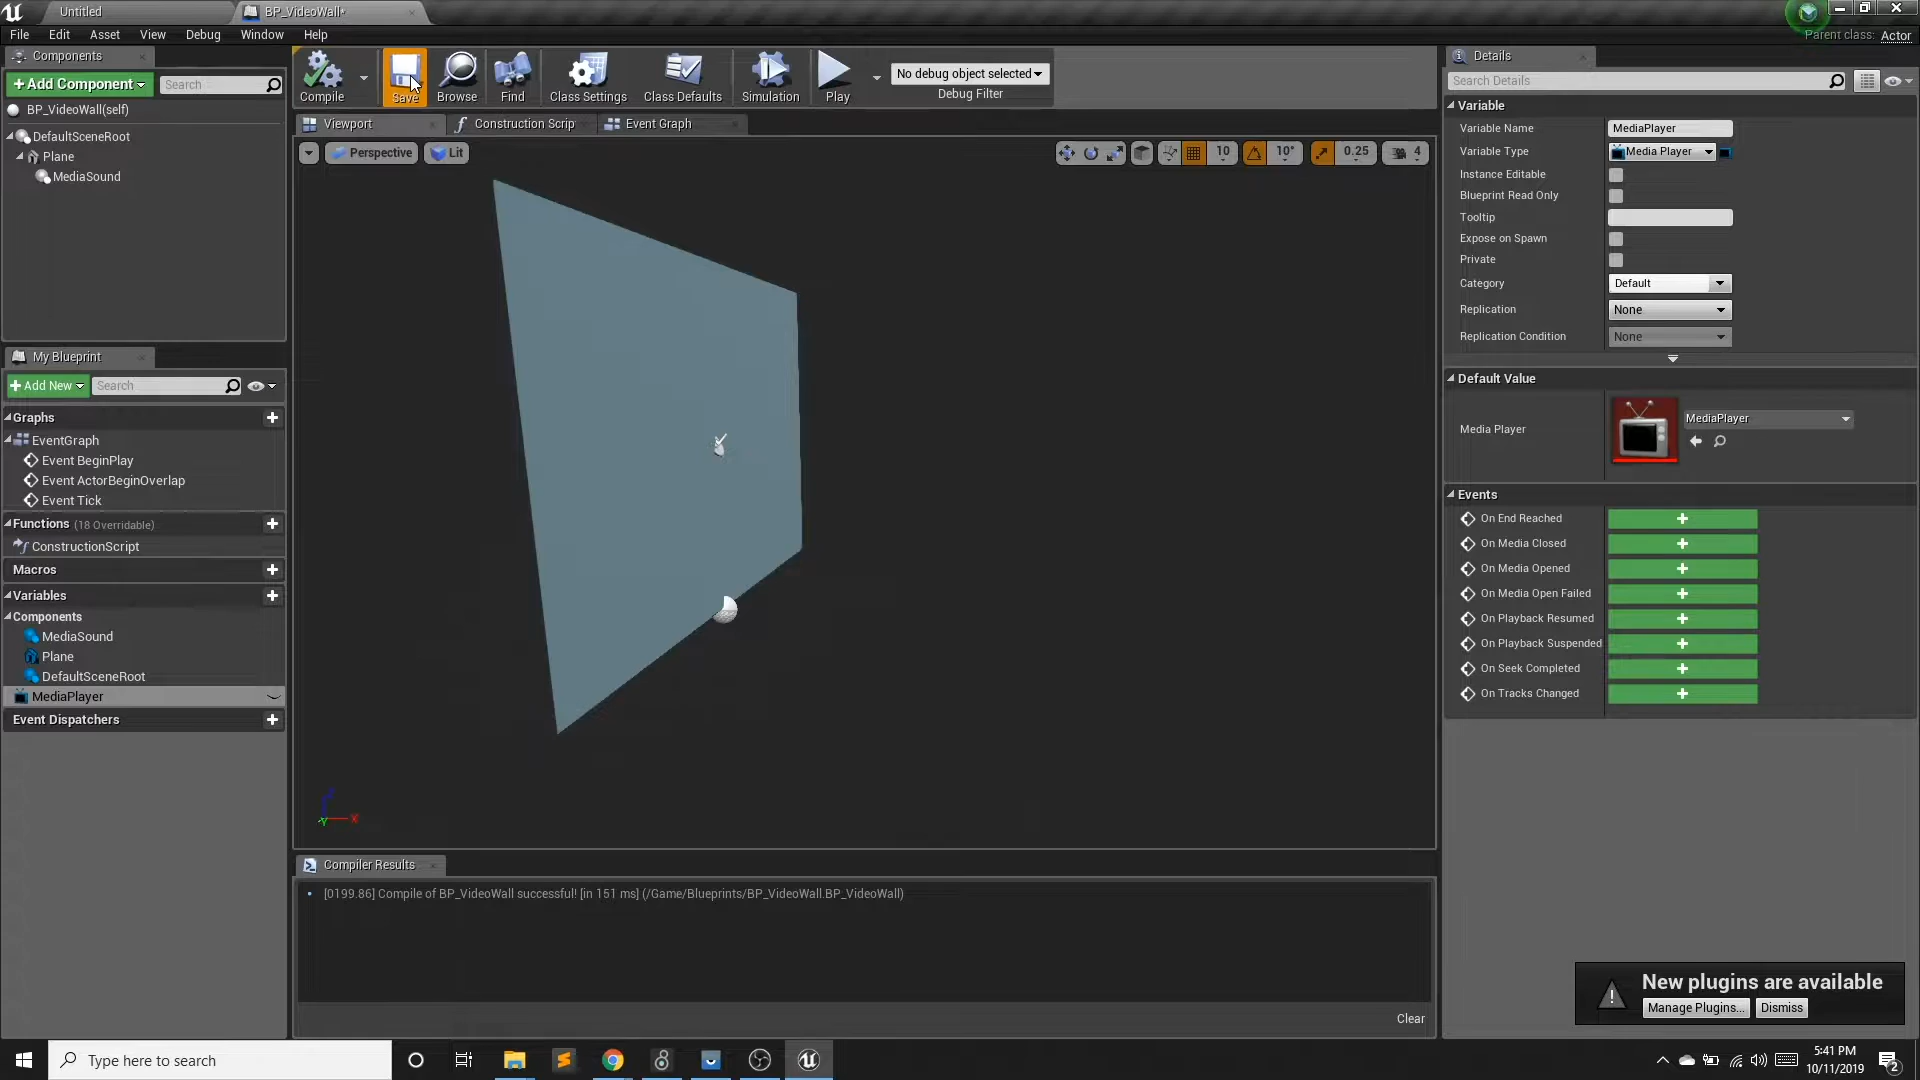 Untitled
BP_VideoWall*
File Edit Asset View Debug Window Help
Parent class: Actor
Components
+Add Component
Search
BP_VideoWall(self)
DefaultSceneRoot
Plane
MediaSound
My Blueprint
+Add New
Search
Graphs
EventGraph
Event BeginPlay
Event ActorBeginOverlap
Event Tick
Functions (18 Overridable)
ConstructionScript
Macros
Variables
Components
MediaSound
Plane
DefaultSceneRoot
MediaPlayer
Event Dispatchers
Compile
Save
Browse
Find
Class Settings
Class Defaults
Simulation
Play
No debug object selected
Debug Filter
Viewport
Construction Scrip
Event Graph
Perspective
Lit
10
10°
0.25
4
Z
X
Y
Compiler Results
[0199.86] Compile of BP_VideoWall successful! [in 151 ms] (/Game/Blueprints/BP_VideoWall.BP_VideoWall)
Clear
Details
Search Details
Variable
Variable Name MediaPlayer
Variable Type Media Player
Instance Editable
Blueprint Read Only
Tooltip
Expose on Spawn
Private
Category Default
Replication None
Replication Condition None
Default Value
Media Player MediaPlayer
Events
On End Reached
On Media Closed
On Media Opened
On Media Open Failed
On Playback Resumed
On Playback Suspended
On Seek Completed
On Tracks Changed
New plugins are available
Manage Plugins... Dismiss
Type here to search
5:41 PM
10/11/2019
2